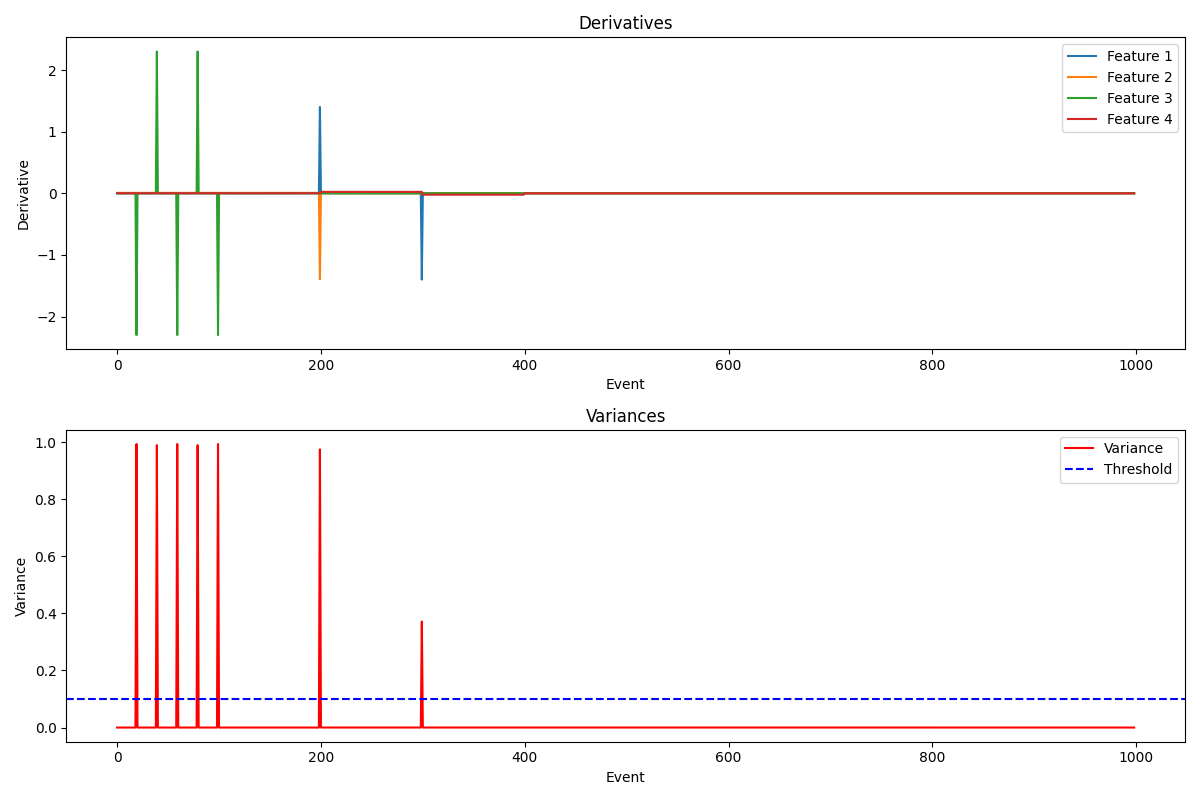 Derivatives
Feature 1
Feature 2
Feature 3
Feature 4
Derivative
2
1
0
−1
−2
0 200 400 600 800 1000
Event
Variances
Variance
Threshold
Variance
1.0
0.8
0.6
0.4
0.2
0.0
0 200 400 600 800 1000
Event